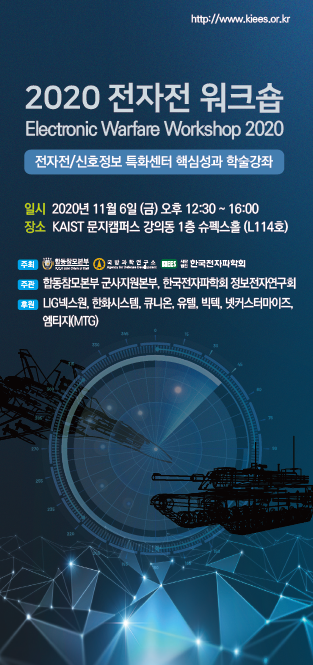 http://www.kiees.or.kr
2020 전자전 워크숍
Electronic Warfare Workshop 2020
전자전/신호정보 특화센터 핵심성과 학술강좌
일시 2020년 11월 6일 (금) 오후 12:30 ~ 16:00
장소 KAIST 문지캠퍼스 강의동 1층 슈펙스홀 (L114호)
주최 합동참모본부 국방과학연구소 KIEES 한국전자파학회
주관 합동참모본부 군사지원본부, 한국전자파학회 정보전자연구회
후원 LIG넥스원, 한화시스템, 큐니온, 유텔, 빅텍, 넷커스터마이즈,
엠티지(MTG)